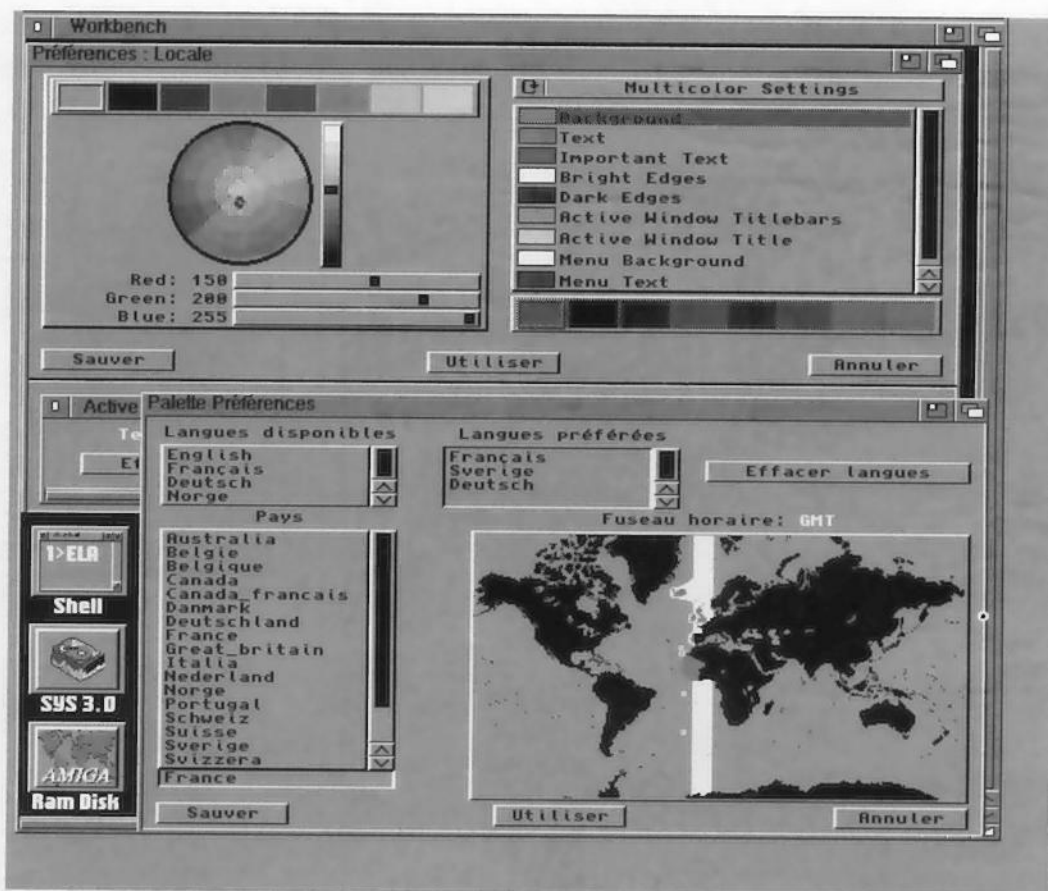 Workbench
Préférences : Locale
Multicolor Settings
Background
Text
Important Text
Bright Edges
Dark Edges
Active Window Titlebars
Active Window Title
Menu Background
Menu Text
Red: 150
Green: 200
Blue: 255
Sauver
Utiliser
Annuler
Active
Te
Ef
Palette Préférences
Langues disponibles
English
Français
Deutsch
Norge
Langues préférées
Français
Sverige
Deutsch
Effacer langues
Pays
Australia
Belgie
Belgique
Canada
Canada_francais
Danmark
Deutschland
France
Great_britain
Italia
Nederland
Norge
Portugal
Schweiz
Suisse
Sverige
Svizzera
France
Fuseau horaire: GMT
Sauver
Utiliser
Annuler
1>ELA
Shell
SYS 3.0
AMIGA
Ram Disk